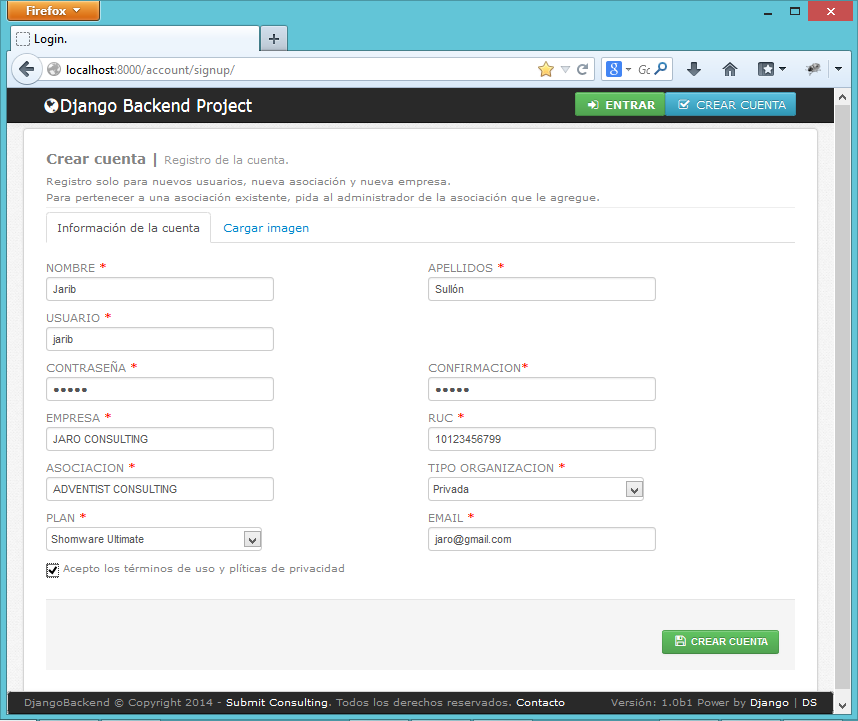 Firefox
Login.
localhost:8000/account/signup/
8 Go
Django Backend Project
ENTRAR
CREAR CUENTA
Crear cuenta | Registro de la cuenta.
Registro solo para nuevos usuarios, nueva asociación y nueva empresa.
Para pertenecer a una asociación existente, pida al administrador de la asociación que le agregue.
Información de la cuenta
Cargar imagen
NOMBRE * APELLIDOS *
Jarib Sullón
USUARIO *
jarib
CONTRASEÑA * CONFIRMACION*
●●●●● ●●●●●
EMPRESA * RUC *
JARO CONSULTING 10123456799
ASOCIACION * TIPO ORGANIZACION *
ADVENTIST CONSULTING Privada
PLAN * EMAIL *
Shomware Ultimate jaro@gmail.com
Acepto los términos de uso y plíticas de privacidad
CREAR CUENTA
DjangoBackend © Copyright 2014 - Submit Consulting. Todos los derechos reservados. Contacto Versión: 1.0b1 Power by Django | DS